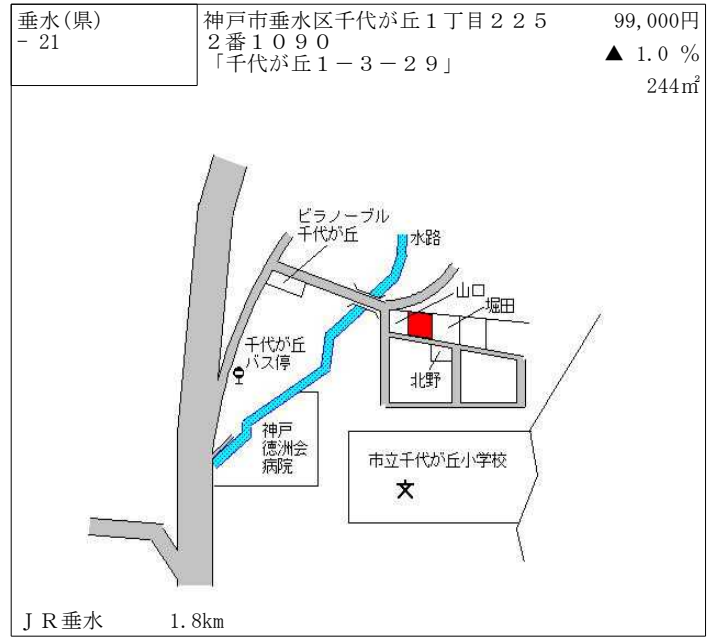 垂水(県)
- 21
神戸市垂水区千代が丘１丁目２２５
２番１０９０
「千代が丘１－３－２９」
99,000円
▲ 1.0 %
244㎡
ビラノーブル
千代が丘
水路
山口
堀田
千代が丘
バス停
北野
神戸
徳洲会
病院
市立千代が丘小学校
文
ＪＲ垂水 1.8km